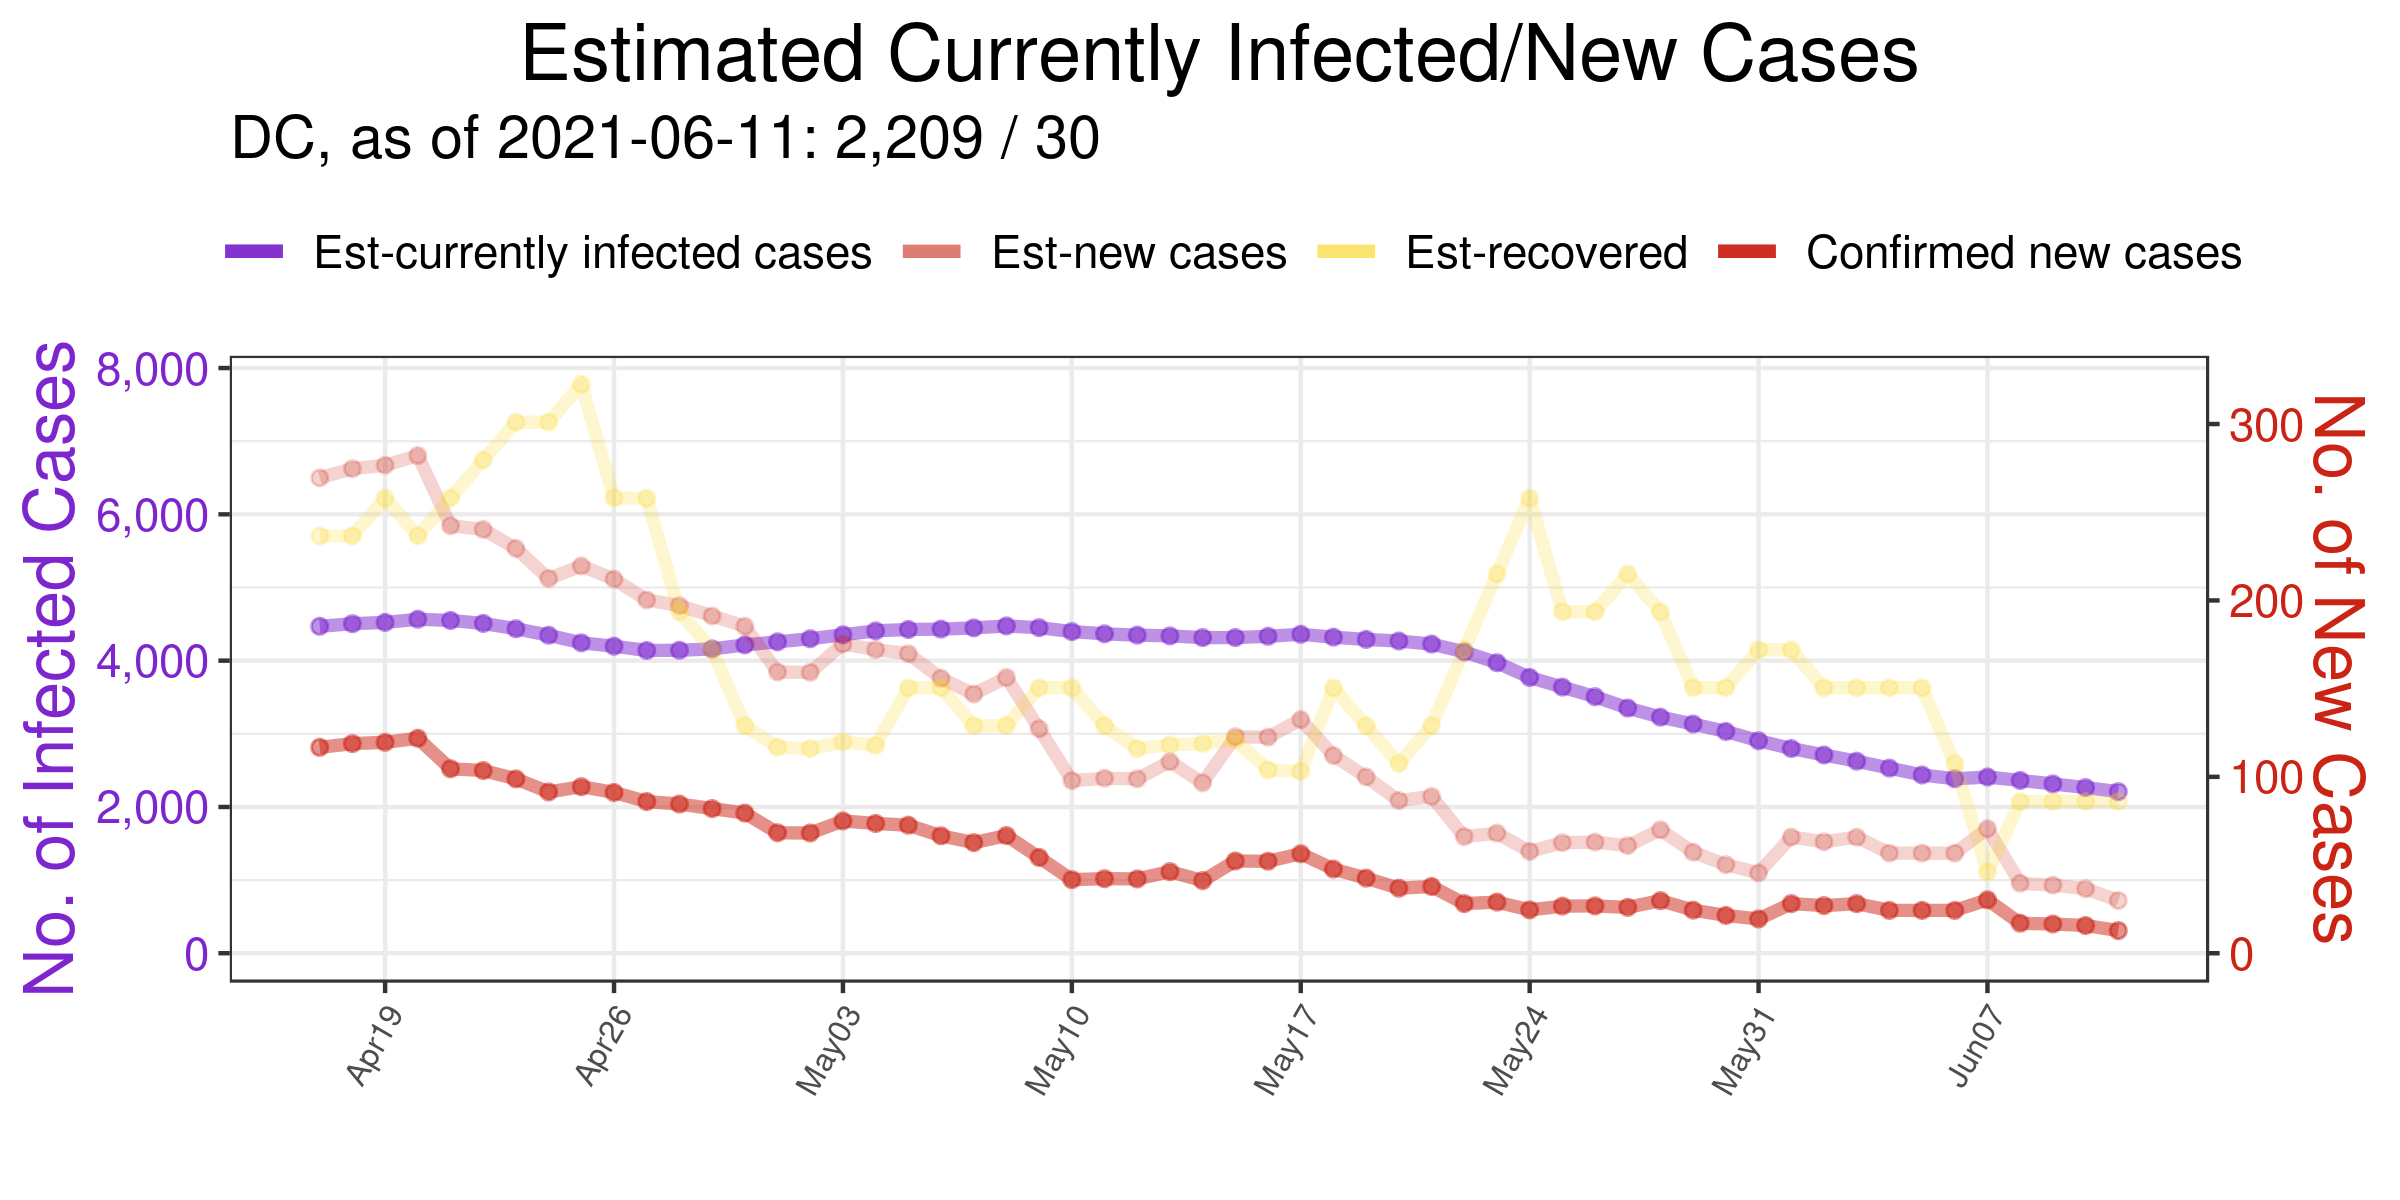 Estimated Currently Infected/New Cases
DC, as of 2021-06-11: 2,209 / 30
Est-currently infected cases Est-new cases Est-recovered Confirmed new cases
No. of Infected Cases
8,000
6,000
4,000
2,000
0
300
200
100
0
No. of New Cases
Apr19 Apr26 May03 May10 May17 May24 May31 Jun07